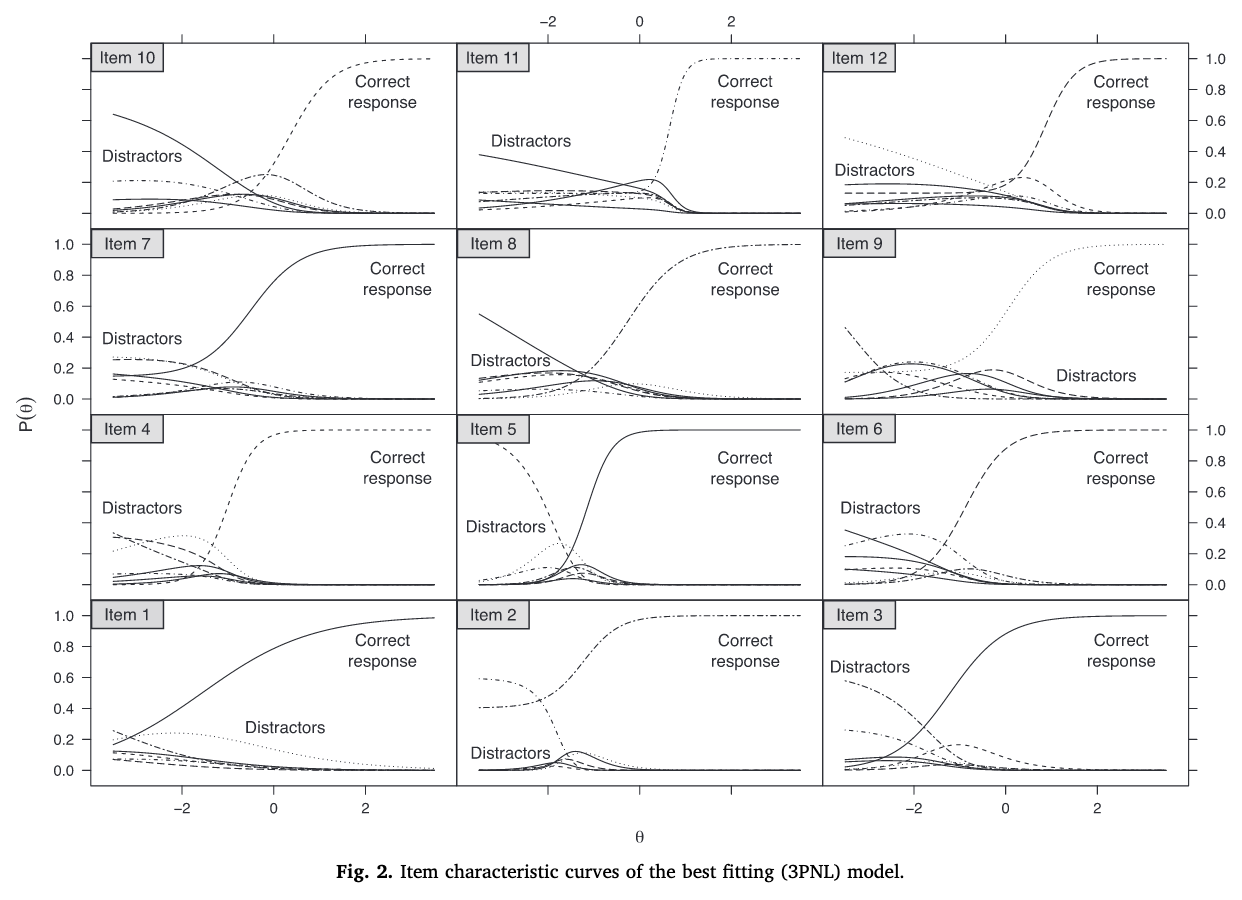 −2 0 2
Item 10 Item 11 Item 12
Correct
response
Distractors
Correct
response
Distractors
Correct
response
Distractors
1.0
0.8
0.6
0.4
0.2
0.0
Item 7 Item 8 Item 9
1.0
0.8
0.6
0.4
0.2
0.0
Correct
response
Distractors
Correct
response
Distractors
Correct
response
Distractors
P(θ)
Item 4 Item 5 Item 6
Correct
response
Distractors
Correct
response
Distractors
Correct
response
Distractors
1.0
0.8
0.6
0.4
0.2
0.0
Item 1 Item 2 Item 3
1.0
0.8
0.6
0.4
0.2
0.0
Correct
response
Distractors
Correct
response
Distractors
Correct
response
Distractors
−2 0 2
−2 0 2
θ
Fig. 2. Item characteristic curves of the best fitting (3PNL) model.